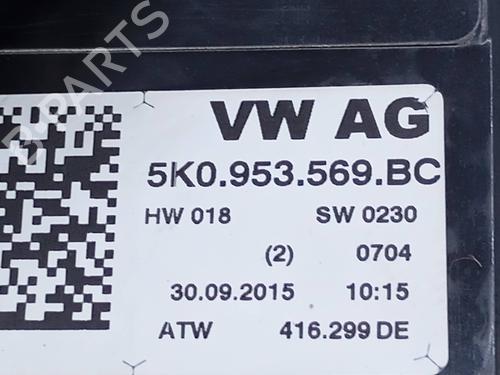 B-PARTS
VW AG
5K0.953.569.BC
HW 018 SW 0230
(2) 0704
30.09.2015 10:15
ATW 416.299 DE